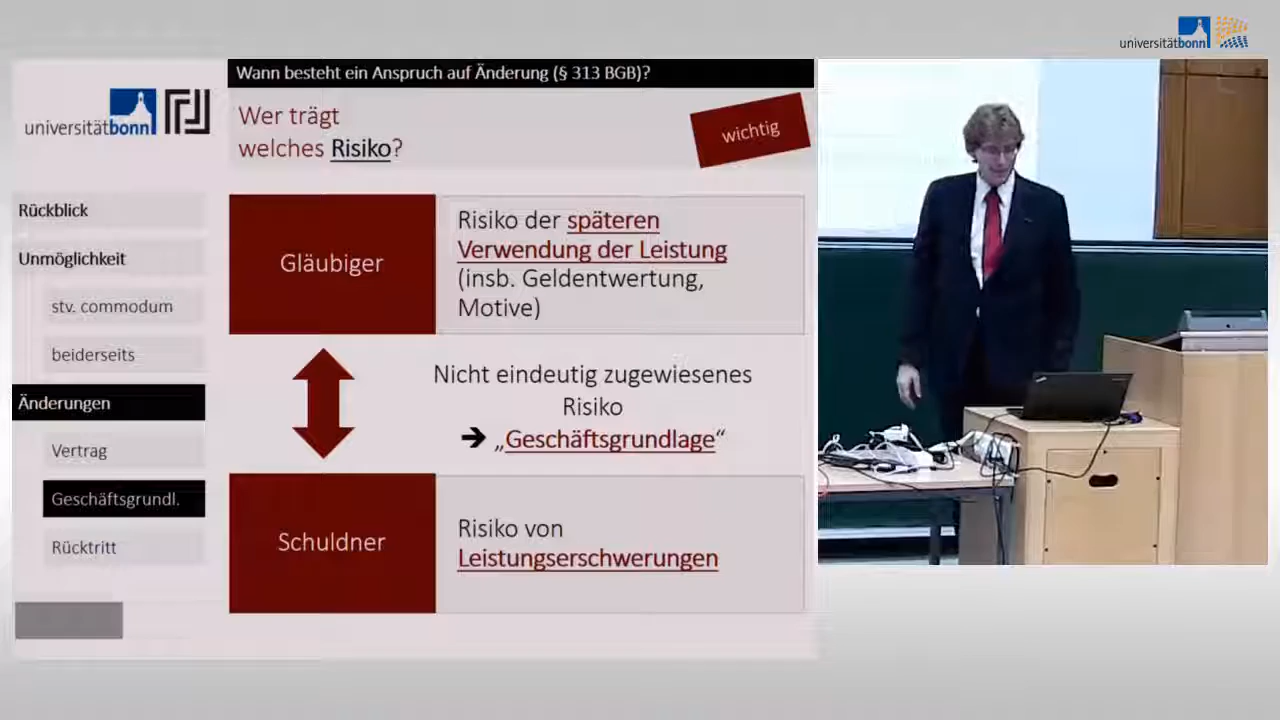 universitätbonn
Wann besteht ein Anspruch auf Änderung (§ 313 BGB)?
universitätbonn
Wer trägt
welches Risiko?
wichtig
Rückblick
Unmöglichkeit
stv. commodum
beiderseits
Änderungen
Vertrag
Geschäftsgrundl.
Rücktritt
Gläubiger
Risiko der späteren
Verwendung der Leistung
(insb. Geldentwertung,
Motive)
Nicht eindeutig zugewiesenes
Risiko
➔ „Geschäftsgrundlage“
Schuldner
Risiko von
Leistungserschwerungen